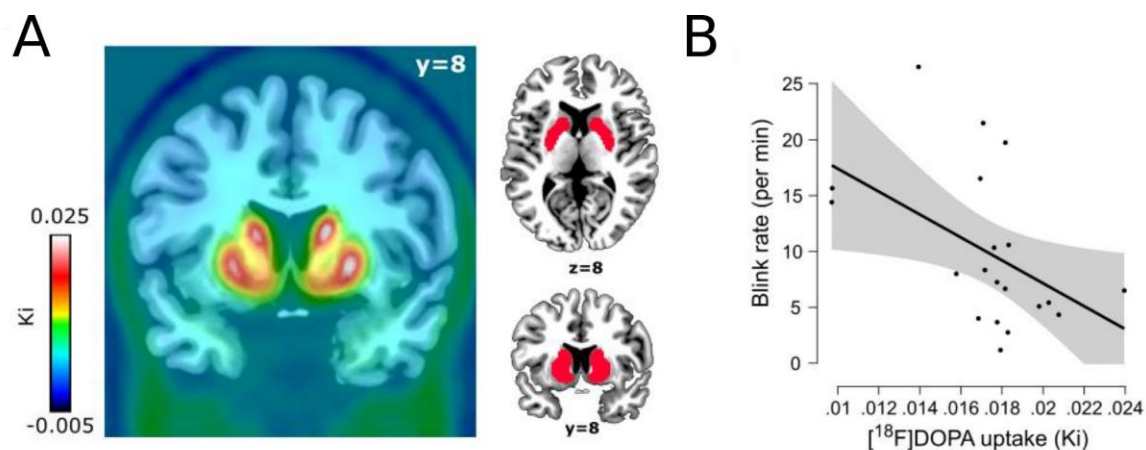 A
y=8
0.025
Ki
-0.005
z=8
y=8
B
Blink rate (per min)
25
20
15
10
5
0
.01 .012 .014 .016 .018 .02 .022 .024
[¹⁸F]DOPA uptake (Ki)